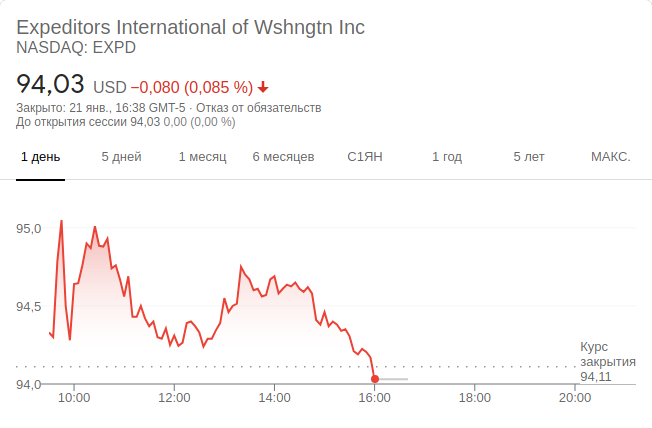 Expeditors International of Wshngtn Inc
NASDAQ: EXPD
94,03 USD −0,080 (0,085 %)
Закрыто: 21 янв., 16:38 GMT-5 · Отказ от обязательств
До открытия сессии 94,03 0,00 (0,00 %)
1 день 5 дней 1 месяц 6 месяцев С1ЯН 1 год 5 лет МАКС.
95,0
94,5
Курс
закрытия
94,11
94,0
10:00 12:00 14:00 16:00 18:00 20:00